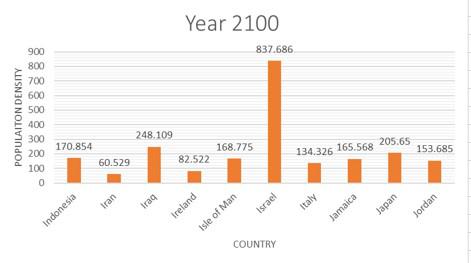 Year 2100
POPULAITON DENSITY
900
800
700
600
500
400
300
200
100
0
170.854
60.529
248.109
82.522
168.775
837.686
134.326
165.568
205.65
153.685
Indonesia
Iran
Iraq
Ireland
Isle of Man
Israel
Italy
Jamaica
Japan
Jordan
COUNTRY